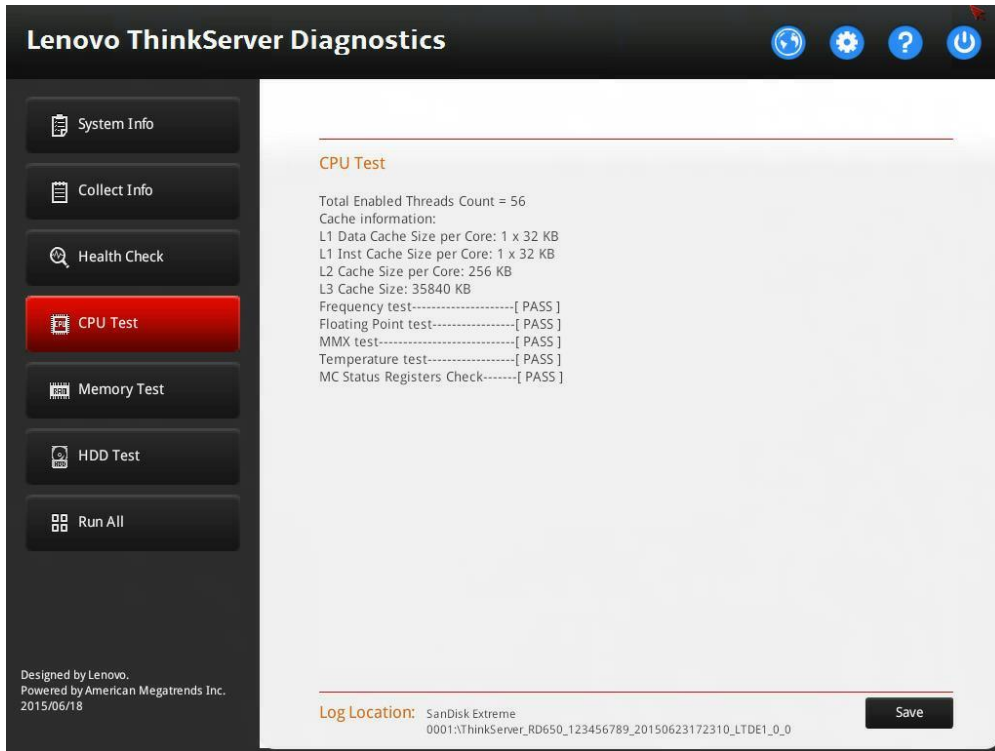 Lenovo ThinkServer Diagnostics
System Info
Collect Info
Health Check
CPU Test
Memory Test
HDD Test
Run All
Designed by Lenovo.
Powered by American Megatrends Inc.
2015/06/18
CPU Test
Total Enabled Threads Count = 56
Cache information:
L1 Data Cache Size per Core: 1 x 32 KB
L1 Inst Cache Size per Core: 1 x 32 KB
L2 Cache Size per Core: 256 KB
L3 Cache Size: 35840 KB
Frequency test---------------------[ PASS ]
Floating Point test-----------------[ PASS ]
MMX test----------------------------[ PASS ]
Temperature test------------------[ PASS ]
MC Status Registers Check-------[ PASS ]
Log Location: SanDisk Extreme
0001:\ThinkServer_RD650_123456789_20150623172310_LTDE1_0_0
Save